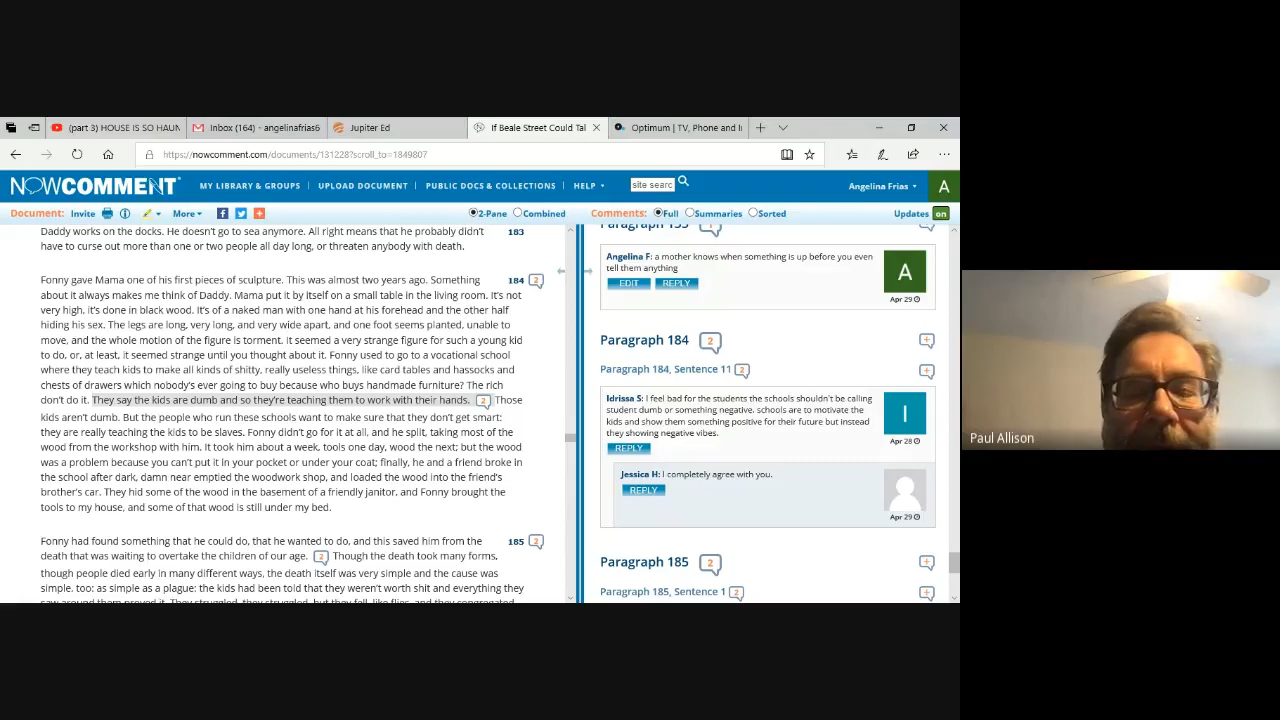 (part 3) HOUSE IS SO HAUN
Inbox (164) - angelinafrias6
Jupiter Ed
If Beale Street Could Tal
Optimum | TV, Phone and I
https://nowcomment.com/documents/131228?scroll_to=1849807
NOWCOMMENT
MY LIBRARY & GROUPS | UPLOAD DOCUMENT | PUBLIC DOCS & COLLECTIONS | HELP
site searc
Angelina Frias
A
Document: Invite More 2-Pane Combined Comments: Full Summaries Sorted Updates on
Daddy works on the docks. He doesn't go to sea anymore. All right means that he probably didn't 183
have to curse out more than one or two people all day long, or threaten anybody with death.
Fonny gave Mama one of his first pieces of sculpture. This was almost two years ago. Something 184 2
about it always makes me think of Daddy. Mama put it by itself on a small table in the living room. It's not
very high, it's done in black wood. It's of a naked man with one hand at his forehead and the other half
hiding his sex. The legs are long, very long, and very wide apart, and one foot seems planted, unable to
move, and the whole motion of the figure is torment. It seemed a very strange figure for such a young kid
to do, or, at least, it seemed strange until you thought about it. Fonny used to go to a vocational school
where they teach kids to make all kinds of shitty, really useless things, like card tables and hassocks and
chests of drawers which nobody's ever going to buy because who buys handmade furniture? The rich
don't do it. They say the kids are dumb and so they're teaching them to work with their hands. 2 Those
kids aren't dumb. But the people who run these schools want to make sure that they don't get smart:
they are really teaching the kids to be slaves. Fonny didn't go for it at all, and he split, taking most of the
wood from the workshop with him. It took him about a week, tools one day, wood the next; but the wood
was a problem because you can't put it in your pocket or under your coat; finally, he and a friend broke in
the school after dark, damn near emptied the woodwork shop, and loaded the wood into the friend's
brother's car. They hid some of the wood in the basement of a friendly janitor, and Fonny brought the
tools to my house, and some of that wood is still under my bed.
Fonny had found something that he could do, that he wanted to do, and this saved him from the 185 2
death that was waiting to overtake the children of our age. 2 Though the death took many forms,
though people died early in many different ways, the death itself was very simple and the cause was
simple, too: as simple as a plague: the kids had been told that they weren't worth shit and everything they
saw around them proved it. They struggled, they struggled, but they fell, like flies, and they congregated
Paragraph 153 1
Angelina F: a mother knows when something is up before you even
tell them anything
EDIT REPLY
A
Apr 29
Paragraph 184 2
Paragraph 184, Sentence 11 2
Idrissa S: I feel bad for the students the schools shouldn't be calling
student dumb or something negative. schools are to motivate the
kids and show them something positive for their future but instead
they showing negative vibes.
REPLY
I
Apr 28
Jessica H: I completely agree with you.
REPLY
Apr 29
Paragraph 185 2
Paragraph 185, Sentence 1 2
Paul Allison